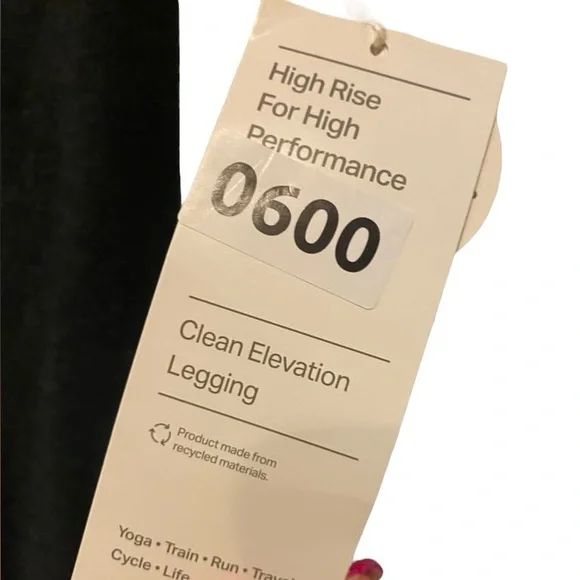 High Rise
For High
Performance
0600
Clean Elevation
Legging
Product made from
recycled materials.
Yoga • Train • Run •
Cycle • Life